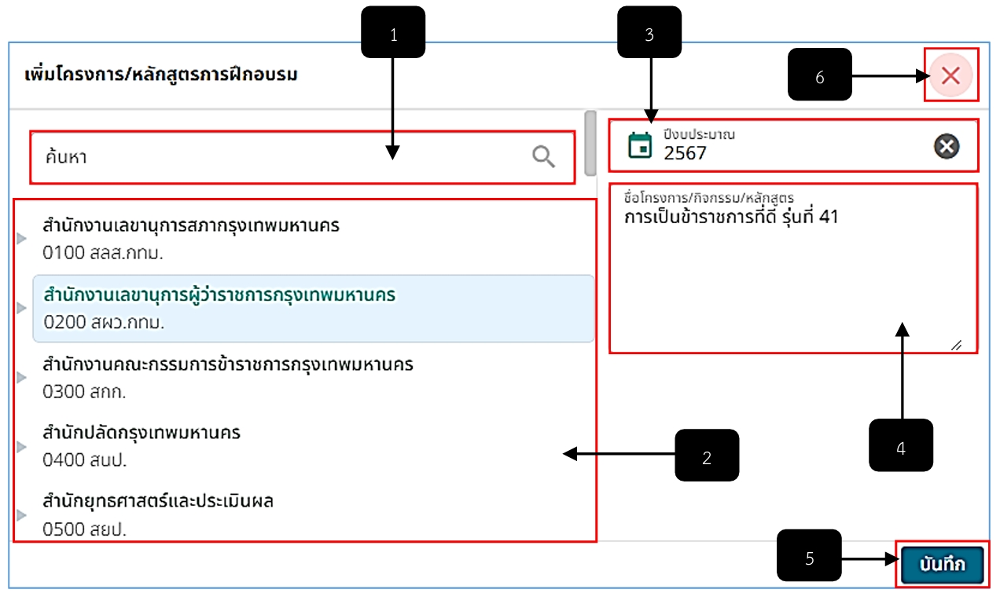 1
3
เพิ่มโครงการ/หลักสูตรการฝึกอบรม
6
ค้นหา
ปีงบประมาณ
2567
ชื่อโครงการ/กิจกรรม/หลักสูตร
การเป็นข้าราชการที่ดี รุ่นที่ 41
สำนักงานเลขานุการสภากรุงเทพมหานคร
0100 สลส.กทม.
สำนักงานเลขานุการผู้ว่าราชการกรุงเทพมหานคร
0200 สผว.กทม.
สำนักงานคณะกรรมการข้าราชการกรุงเทพมหานคร
0300 สกก.
สำนักปลัดกรุงเทพมหานคร
0400 สนป.
2
4
สำนักยุทธศาสตร์และประเมินผล
0500 สยป.
5
บันทึก